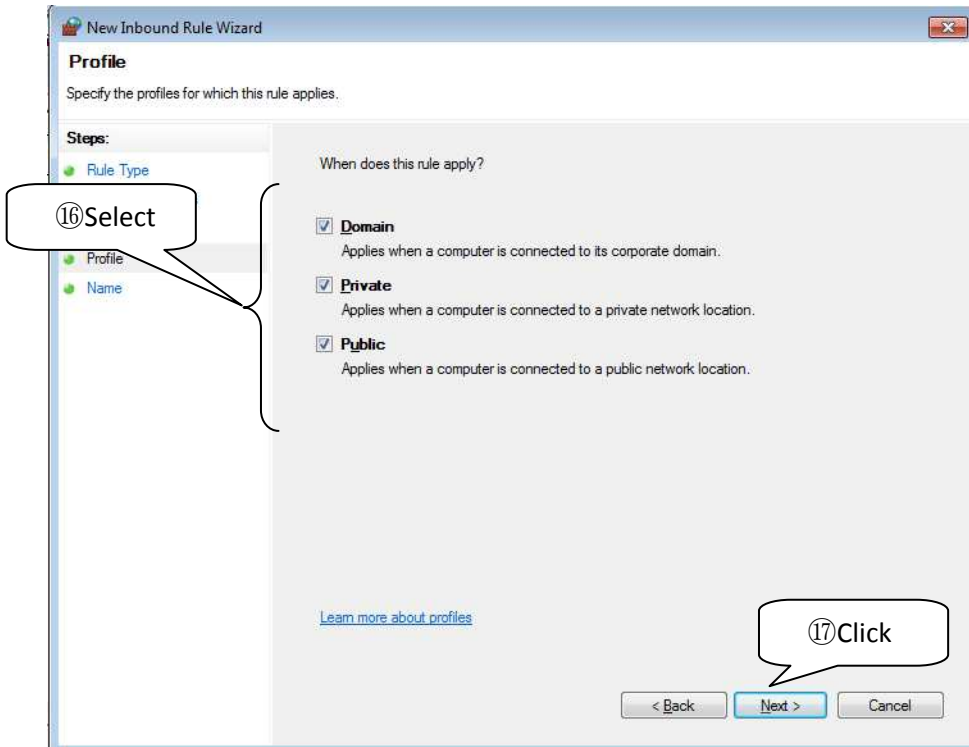 New Inbound Rule Wizard
Profile
Specify the profiles for which this rule applies.
Steps:
Rule Type
⑯Select
Profile
Name
When does this rule apply?
Domain
Applies when a computer is connected to its corporate domain.
Private
Applies when a computer is connected to a private network location.
Public
Applies when a computer is connected to a public network location.
Learn more about profiles
⑰Click
< Back Next > Cancel